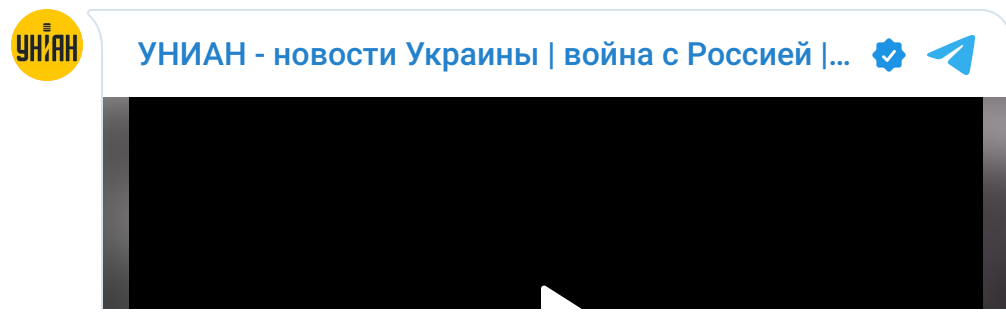 УНІАН
УНИАН - новости Украины | война с Россией |...